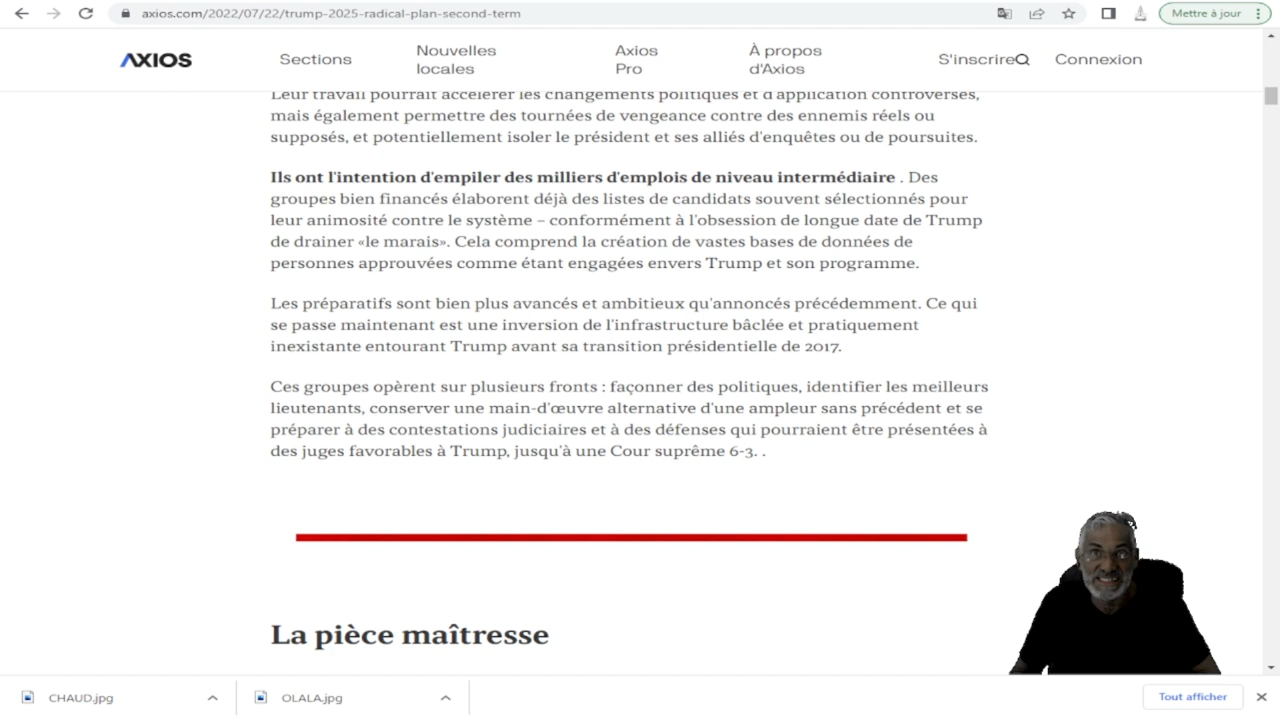 axios.com/2022/07/22/trump-2025-radical-plan-second-term
Mettre à jour
AXIOS
Sections
Nouvelles
locales
Axios
Pro
À propos
d'Axios
S'inscrire
Connexion
Leur travail pourrait accélérer les changements politiques et d'application controversés,
mais également permettre des tournées de vengeance contre des ennemis réels ou
supposés, et potentiellement isoler le président et ses alliés d'enquêtes ou de poursuites.
Ils ont l'intention d'empiler des milliers d'emplois de niveau intermédiaire . Des
groupes bien financés élaborent déjà des listes de candidats souvent sélectionnés pour
leur animosité contre le système – conformément à l'obsession de longue date de Trump
de drainer «le marais». Cela comprend la création de vastes bases de données de
personnes approuvées comme étant engagées envers Trump et son programme.
Les préparatifs sont bien plus avancés et ambitieux qu'annoncés précédemment. Ce qui
se passe maintenant est une inversion de l'infrastructure bâclée et pratiquement
inexistante entourant Trump avant sa transition présidentielle de 2017.
Ces groupes opèrent sur plusieurs fronts : façonner des politiques, identifier les meilleurs
lieutenants, conserver une main-d'œuvre alternative d'une ampleur sans précédent et se
préparer à des contestations judiciaires et à des défenses qui pourraient être présentées à
des juges favorables à Trump, jusqu'à une Cour suprême 6-3. .
La pièce maîtresse
CHAUD.jpg
OLALA.jpg
Tout afficher